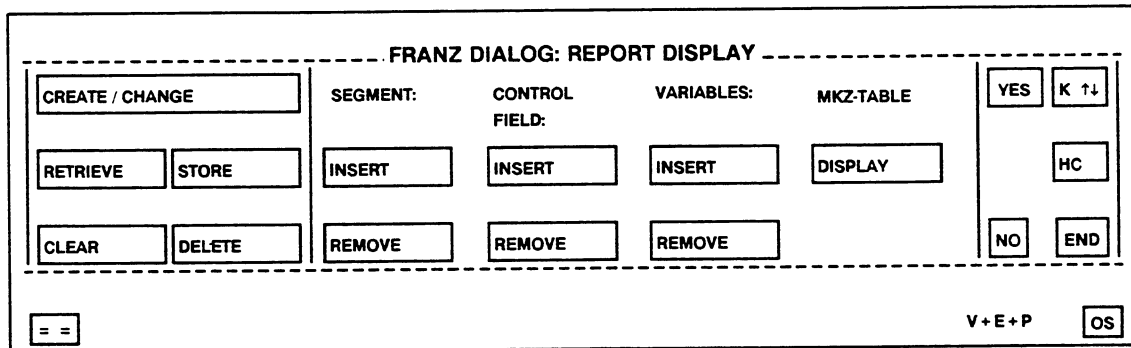 FRANZ DIALOG: REPORT DISPLAY
CREATE / CHANGE SEGMENT: CONTROL VARIABLES: MKZ-TABLE YES K ↑↓
FIELD:
RETRIEVE STORE INSERT INSERT INSERT DISPLAY HC
CLEAR DELETE REMOVE REMOVE REMOVE NO END
= = V+E+P OS